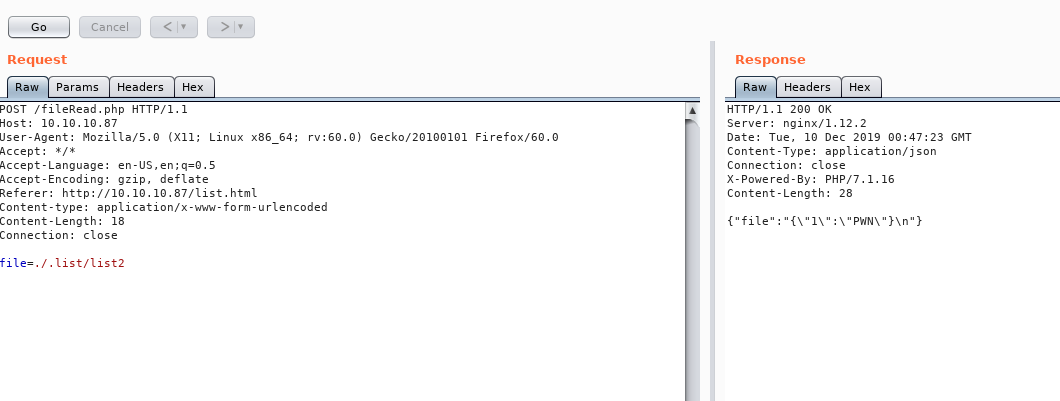 Go Cancel < >
Request
Raw Params Headers Hex
POST /fileRead.php HTTP/1.1
Host: 10.10.10.87
User-Agent: Mozilla/5.0 (X11; Linux x86_64; rv:60.0) Gecko/20100101 Firefox/60.0
Accept: */*
Accept-Language: en-US,en;q=0.5
Accept-Encoding: gzip, deflate
Referer: http://10.10.10.87/list.html
Content-type: application/x-www-form-urlencoded
Content-Length: 18
Connection: close

file=./.list/list2
Response
Raw Headers Hex
HTTP/1.1 200 OK
Server: nginx/1.12.2
Date: Tue, 10 Dec 2019 00:47:23 GMT
Content-Type: application/json
Connection: close
X-Powered-By: PHP/7.1.16
Content-Length: 28

{"file":"{\"1\":\"PWN\"}\n"}